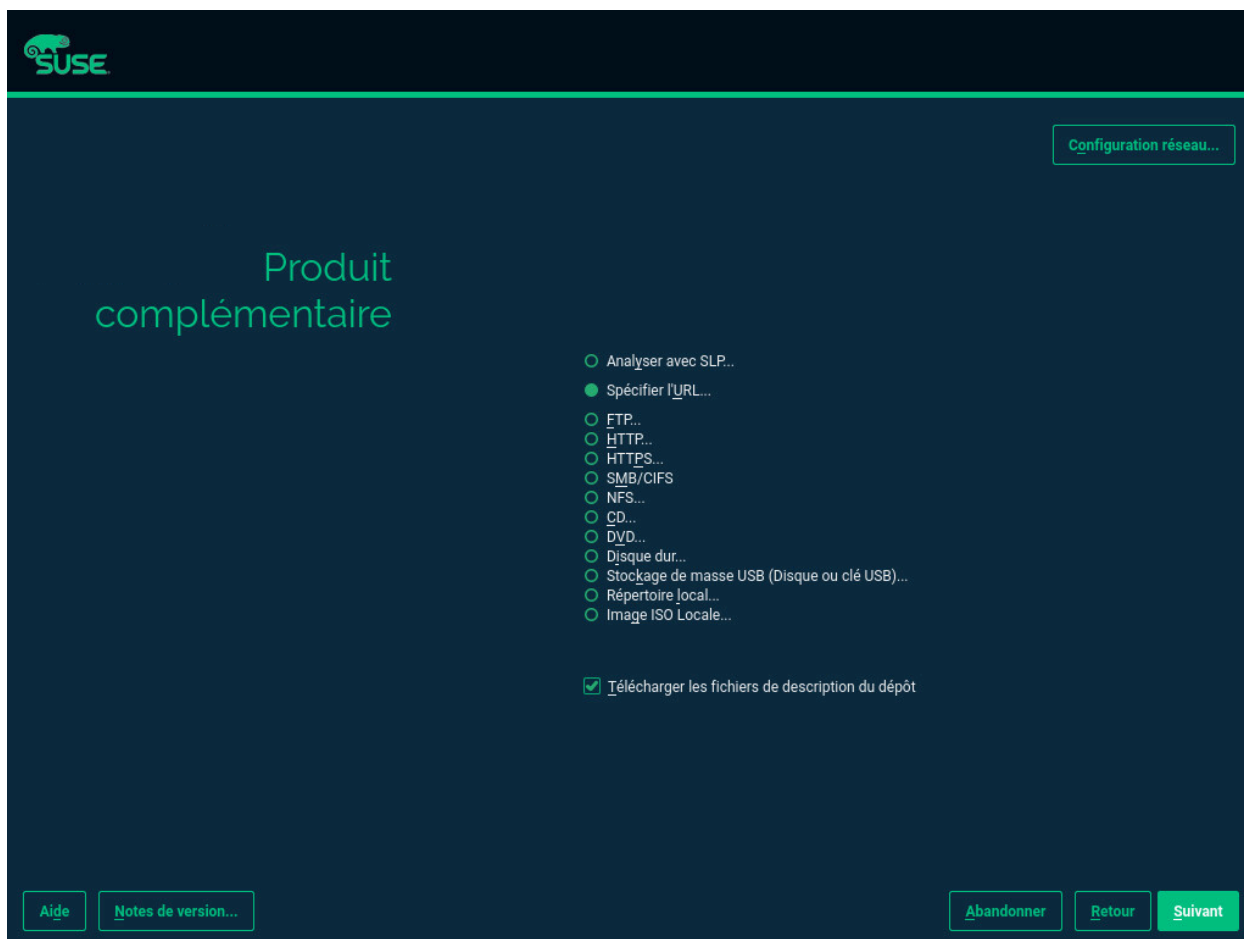 SUSE
Configuration réseau...
Produit
complémentaire
Analyser avec SLP...
Spécifier l'URL...
FTP...
HTTP...
HTTPS...
SMB/CIFS
NFS...
CD...
DVD...
Disque dur...
Stockage de masse USB (Disque ou clé USB)...
Répertoire local...
Image ISO Locale...
Télécharger les fichiers de description du dépôt
Aide
Notes de version...
Abandonner
Retour
Suivant